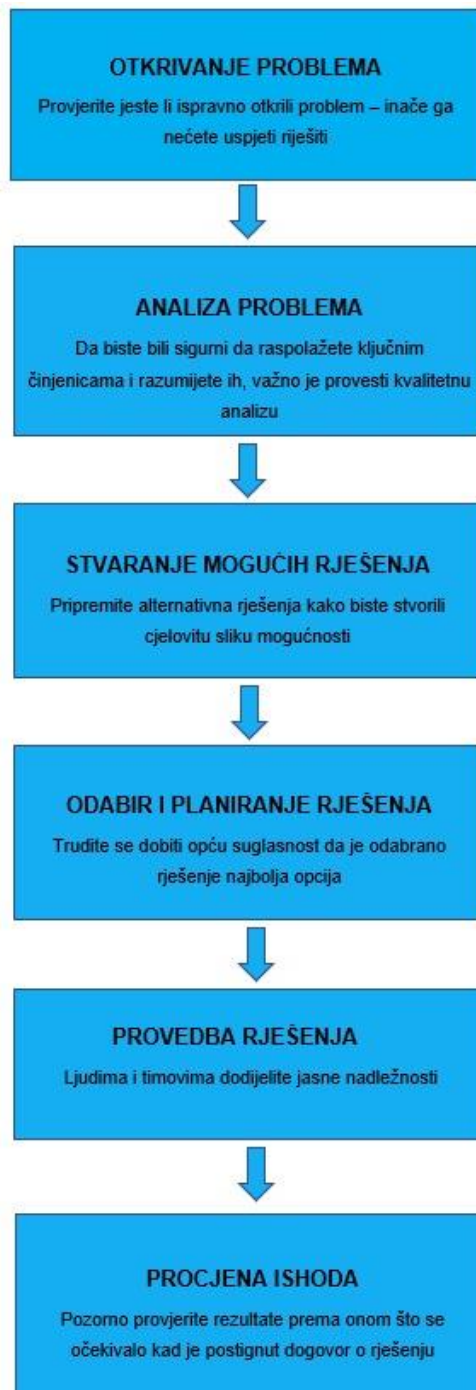 OTKRIVANJE PROBLEMA
Provjerite jeste li ispravno otkrili problem – inače ga
nećete uspjeti riješiti
ANALIZA PROBLEMA
Da biste bili sigurni da raspolažete ključnim
činjenicama i razumijete ih, važno je provesti kvalitetnu
analizu
STVARANJE MOGUĆIH RJEŠENJA
Pripremite alternativna rješenja kako biste stvorili
cjelovitu sliku mogućnosti
ODABIR I PLANIRANJE RJEŠENJA
Trudite se dobiti opću suglasnost da je odabrano
rješenje najbolja opcija
PROVEDBA RJEŠENJA
Ljudima i timovima dodijelite jasne nadležnosti
PROCJENA ISHODA
Pozorno provjerite rezultate prema onom što se
očekivalo kad je postignut dogovor o rješenju